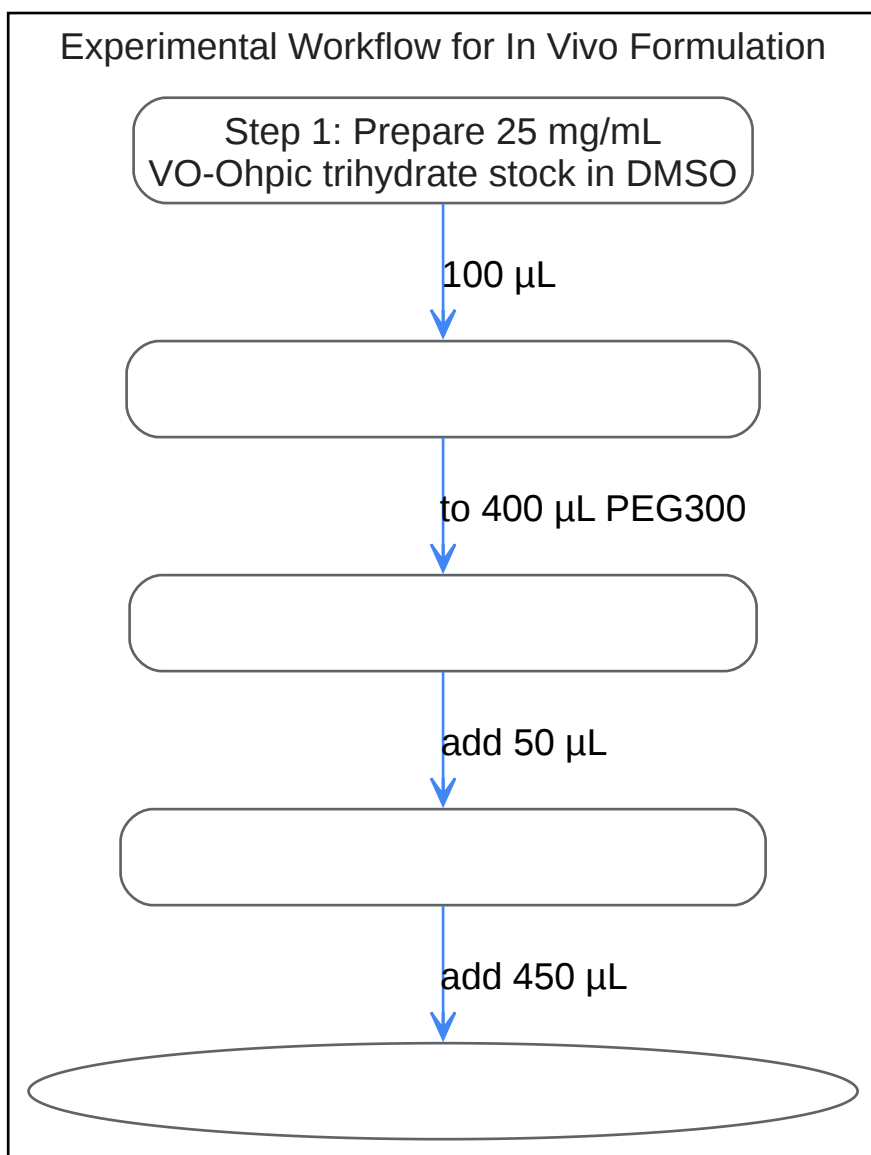 Experimental Workflow for In Vivo Formulation
Step 1: Prepare 25 mg/mL
VO-Ohpic trihydrate stock in DMSO
100 µL
to 400 µL PEG300
add 50 µL
add 450 µL